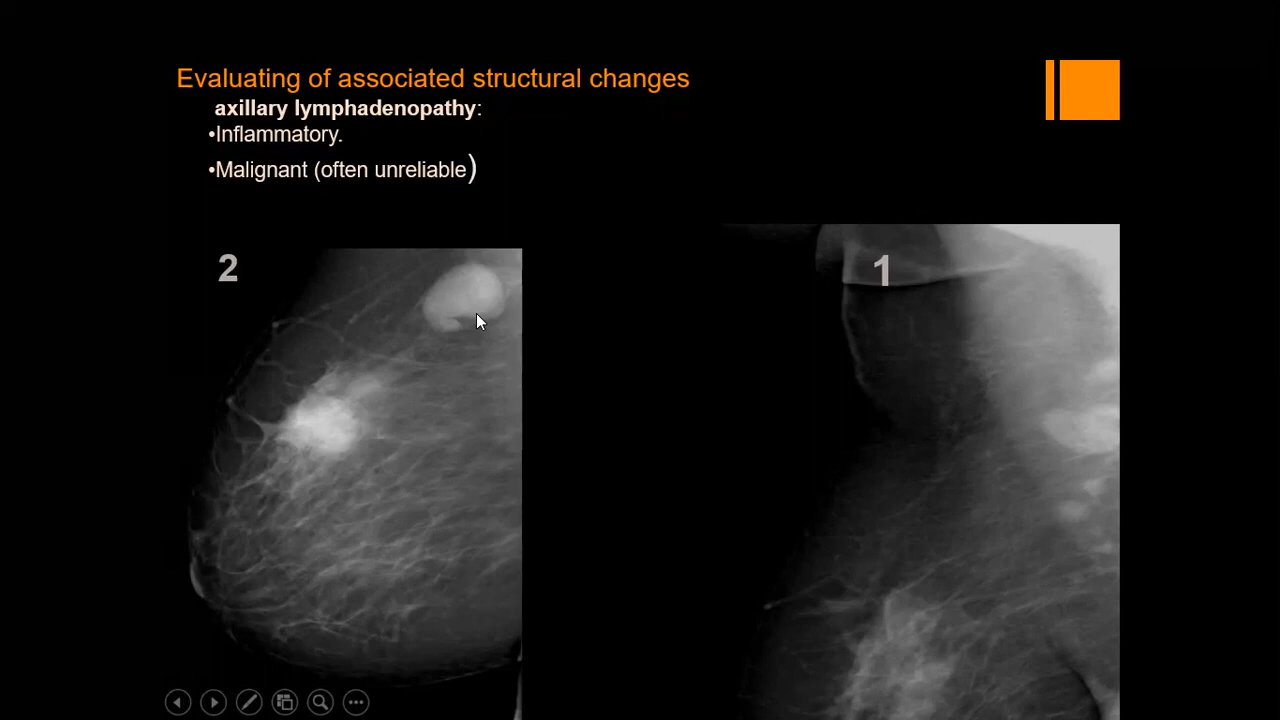 Evaluating of associated structural changes
axillary lymphadenopathy:
•Inflammatory.
•Malignant (often unreliable)
2
1